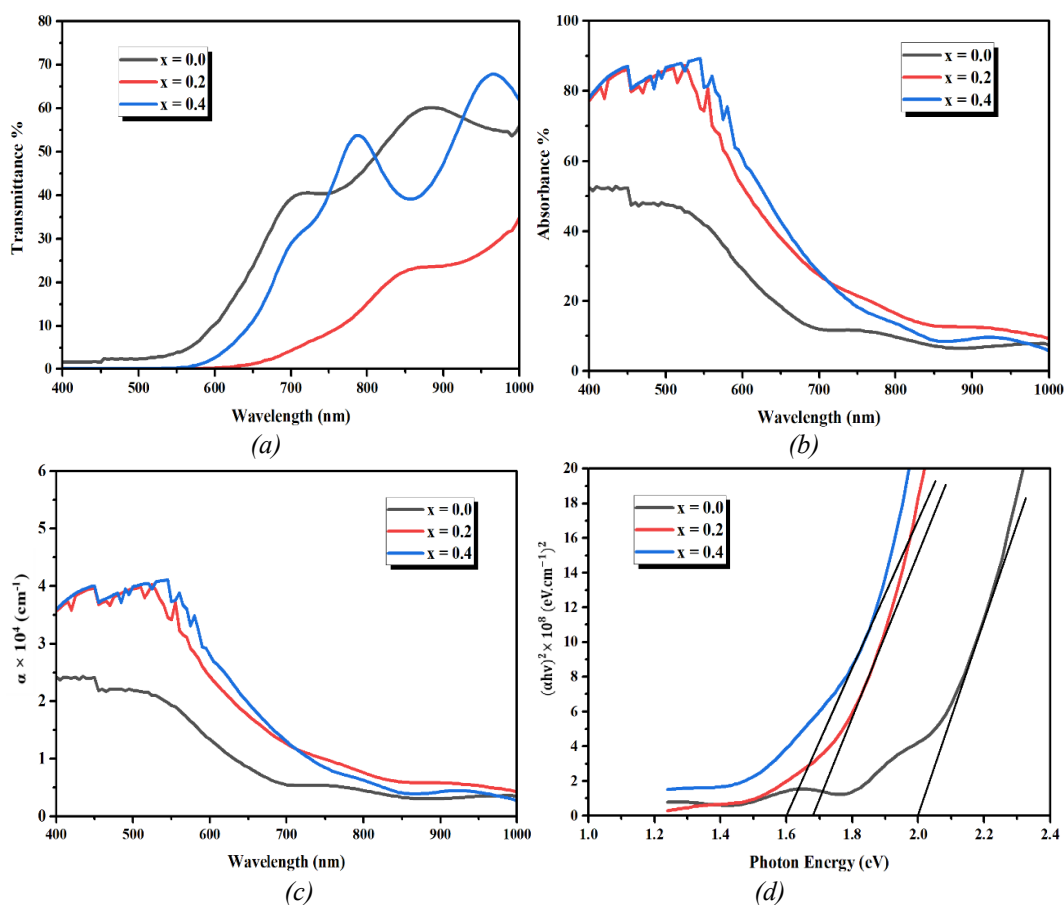 80
70
60
50
40
30
20
10
0
Transmittance %
x = 0.0
x = 0.2
x = 0.4
400 500 600 700 800 900 1000
Wavelength (nm)
(a)
100
80
60
40
20
0
Absorbance %
x = 0.0
x = 0.2
x = 0.4
400 500 600 700 800 900 1000
Wavelength (nm)
(b)
6
5
4
3
2
1
0
α × 10⁴ (cm⁻¹)
x = 0.0
x = 0.2
x = 0.4
400 500 600 700 800 900 1000
Wavelength (nm)
(c)
20
18
16
14
12
10
8
6
4
2
0
(αhν)² × 10⁸ (eV.cm⁻¹)²
x = 0.0
x = 0.2
x = 0.4
1.0 1.2 1.4 1.6 1.8 2.0 2.2 2.4
Photon Energy (eV)
(d)